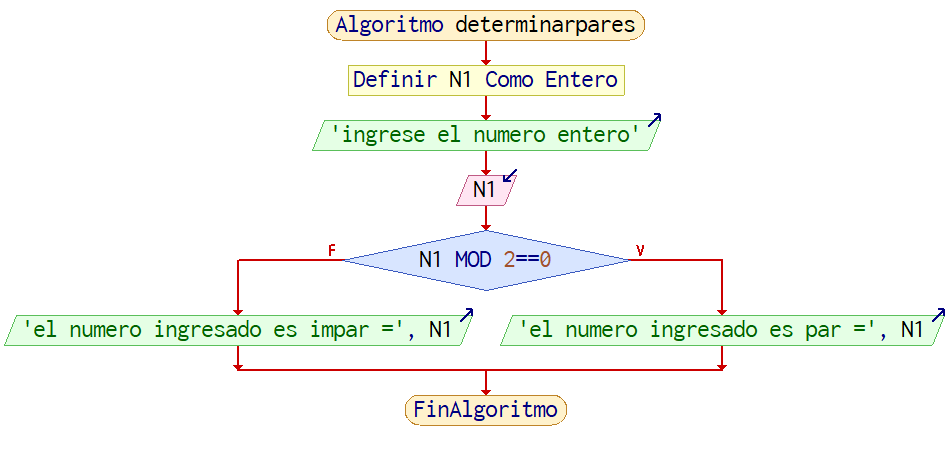 Algoritmo determinarpares
Definir N1 Como Entero
'ingrese el numero entero'
N1
N1 MOD 2==0
F
V
'el numero ingresado es impar =', N1
'el numero ingresado es par =', N1
FinAlgoritmo